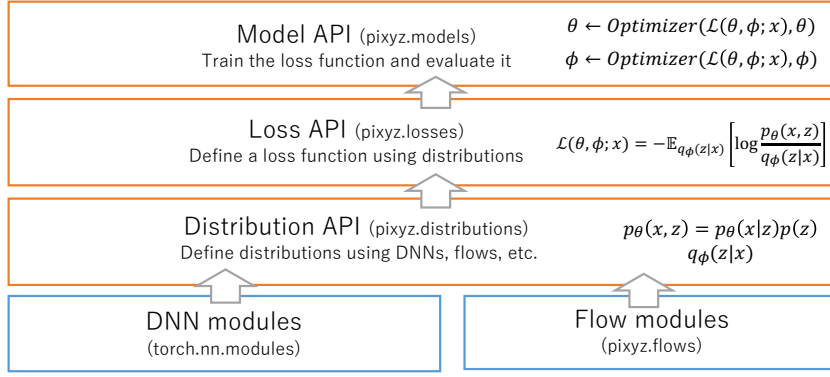 Model API (pixyz.models)
Train the loss function and evaluate it
θ ← Optimizer(ℒ(θ, ϕ; x), θ)
ϕ ← Optimizer(ℒ(θ, ϕ; x), ϕ)
Loss API (pixyz.losses)
Define a loss function using distributions
ℒ(θ, ϕ; x) = −𝔼_{q_ϕ(z|x)} [log p_θ(x, z) / q_ϕ(z|x)]
Distribution API (pixyz.distributions)
Define distributions using DNNs, flows, etc.
p_θ(x, z) = p_θ(x|z)p(z)
q_ϕ(z|x)
DNN modules
(torch.nn.modules)
Flow modules
(pixyz.flows)